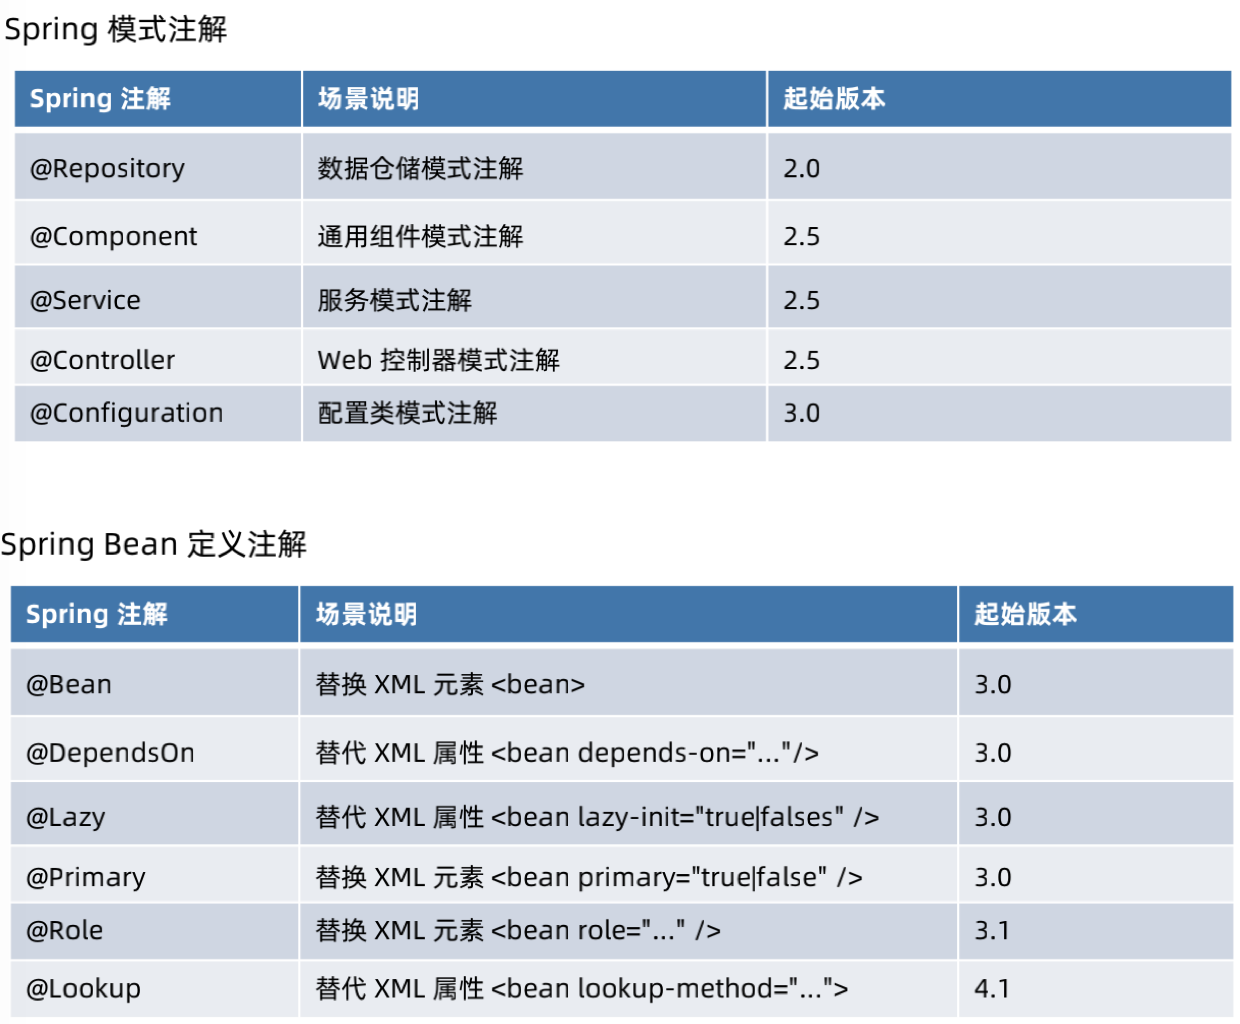 Spring 模式注解
Spring 注解 场景说明 起始版本
@Repository 数据仓储模式注解 2.0
@Component 通用组件模式注解 2.5
@Service 服务模式注解 2.5
@Controller Web 控制器模式注解 2.5
@Configuration 配置类模式注解 3.0
Spring Bean 定义注解
Spring 注解 场景说明 起始版本
@Bean 替换 XML 元素 <bean> 3.0
@DependsOn 替代 XML 属性 <bean depends-on="..."/> 3.0
@Lazy 替代 XML 属性 <bean lazy-init="true|falses" /> 3.0
@Primary 替换 XML 元素 <bean primary="true|false" /> 3.0
@Role 替换 XML 元素 <bean role="..." /> 3.1
@Lookup 替代 XML 属性 <bean lookup-method="..."> 4.1